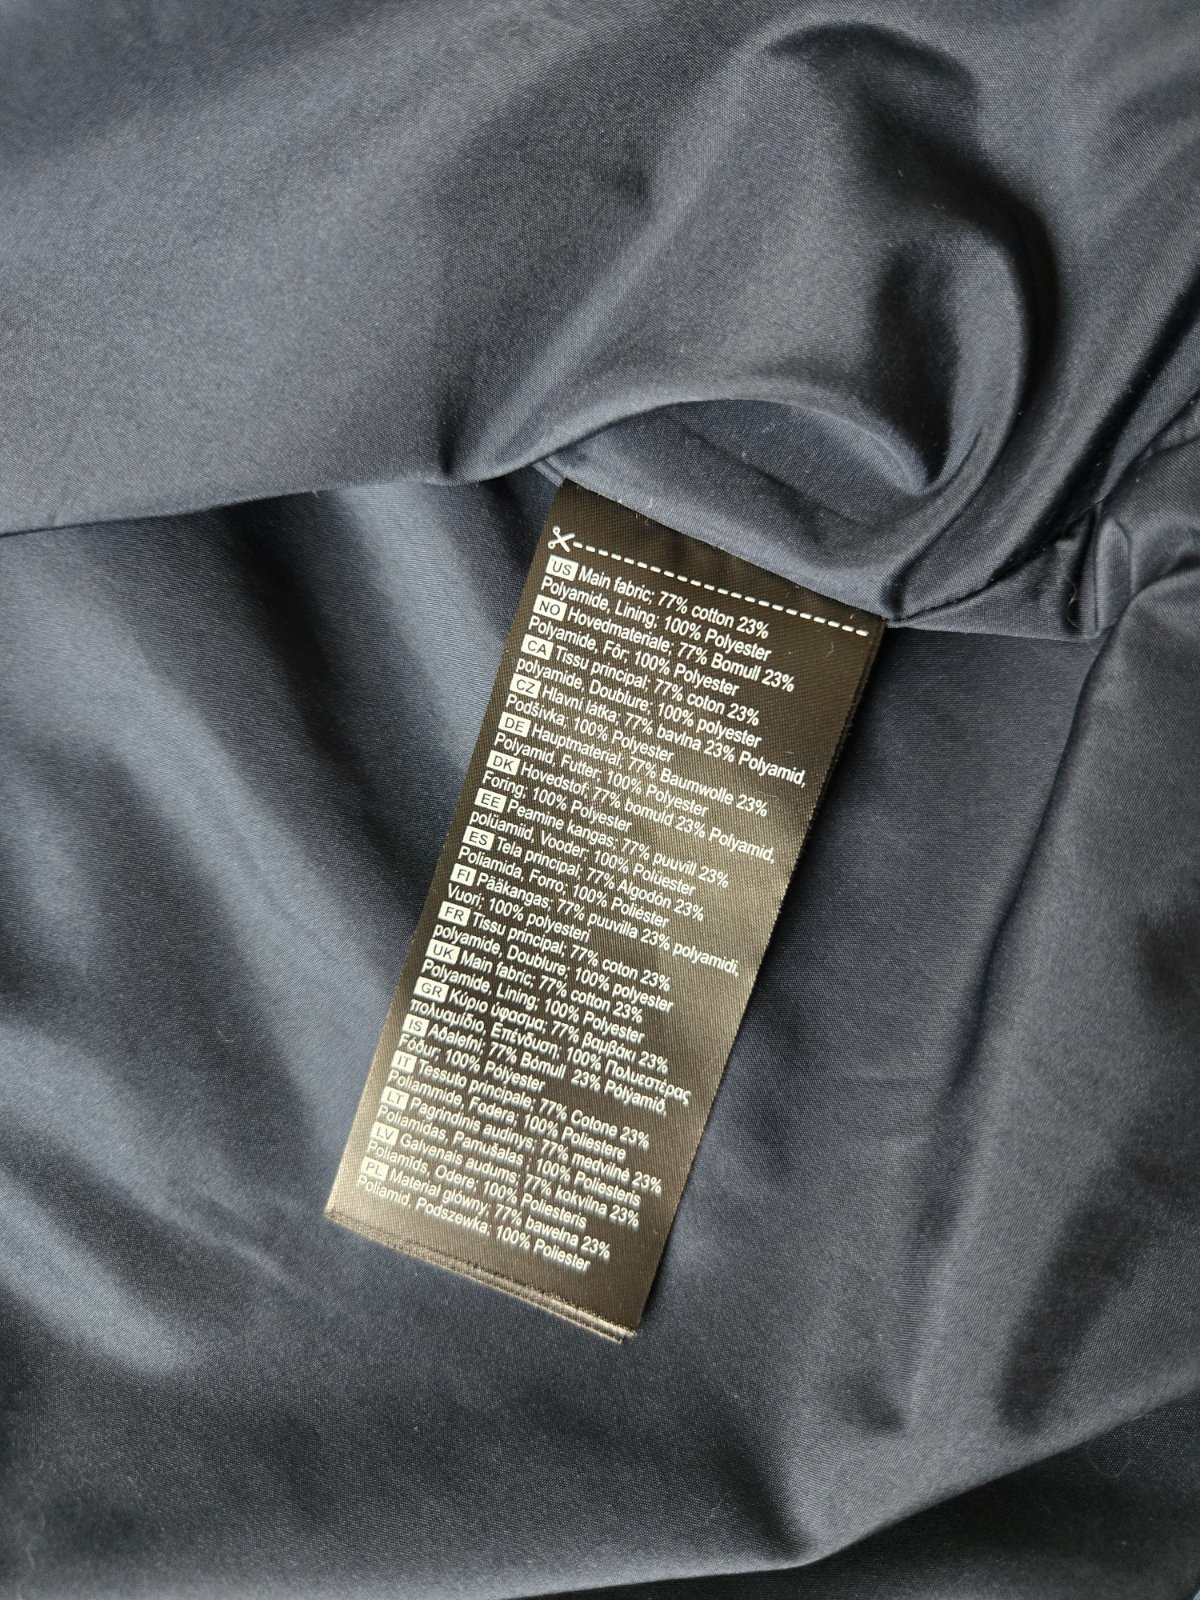 US Main fabric; 77% cotton 23%
Polyamide, Lining; 100% Polyester
NO Hovedmateriale; 77% Bomull 23%
Polyamide, Fôr; 100% Polyester
CA Tissu principal; 77% coton 23%
polyamide, Doublure; 100% polyester
CZ Hlavní látka; 77% bavlna 23% Polyamid,
Podšívka; 100% Polyester
DE Hauptmaterial; 77% Baumwolle 23%
Polyamid, Futter; 100% Polyester
DK Hovedstof; 77% bomuld 23% Polyamid,
Foring; 100% Polyester
EE Peamine kangas; 77% puuvill 23%
polüamiid, Vooder; 100% Polüester
ES Tela principal; 77% Algodón 23%
Poliamida, Forro; 100% Poliéster
FI Pääkangas; 77% puuvilla 23% polyamidi,
Vuori; 100% polyesteri
FR Tissu principal; 77% coton 23%
polyamide, Doublure; 100% polyester
UK Main fabric; 77% cotton 23%
Polyamide, Lining; 100% Polyester
GR Κύριο ύφασμα; 77% βαμβάκι 23%
πολυαμίδιο, Επένδυση; 100% Πολυεστέρας
IS Aðalefni; 77% Bómull 23% Pólýamíð,
Fóður; 100% Pólýester
IT Tessuto principale; 77% Cotone 23%
Poliammide, Fodera; 100% Poliestere
LT Pagrindinis audinys; 77% medvilnė 23%
Poliamidas, Pamušalas ; 100% Poliesteris
LV Galvenais audums; 77% kokvilna 23%
Poliamīds, Odere; 100% Poliesteris
PL Materiał główny; 77% bawełna 23%
Poliamid, Podszewka; 100% Poliester